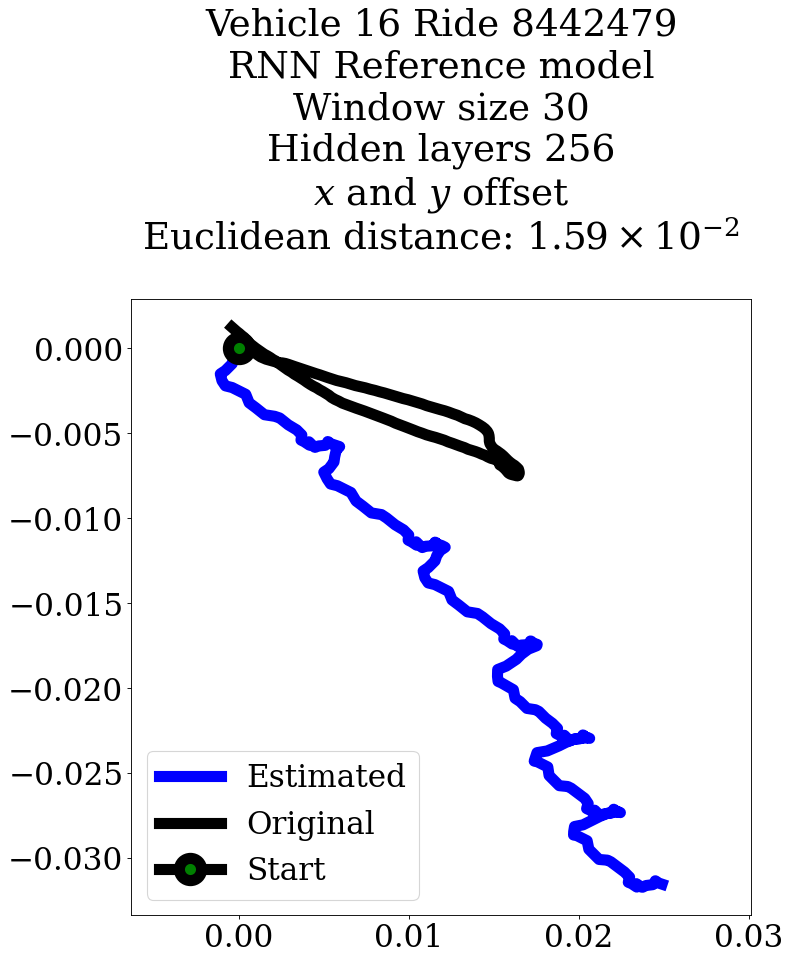 Vehicle 16 Ride 8442479
RNN Reference model
Window size 30
Hidden layers 256
x and y offset
Euclidean distance: 1.59 × 10⁻²
0.000
−0.005
−0.010
−0.015
−0.020
−0.025
−0.030
Estimated
Original
Start
0.00 0.01 0.02 0.03